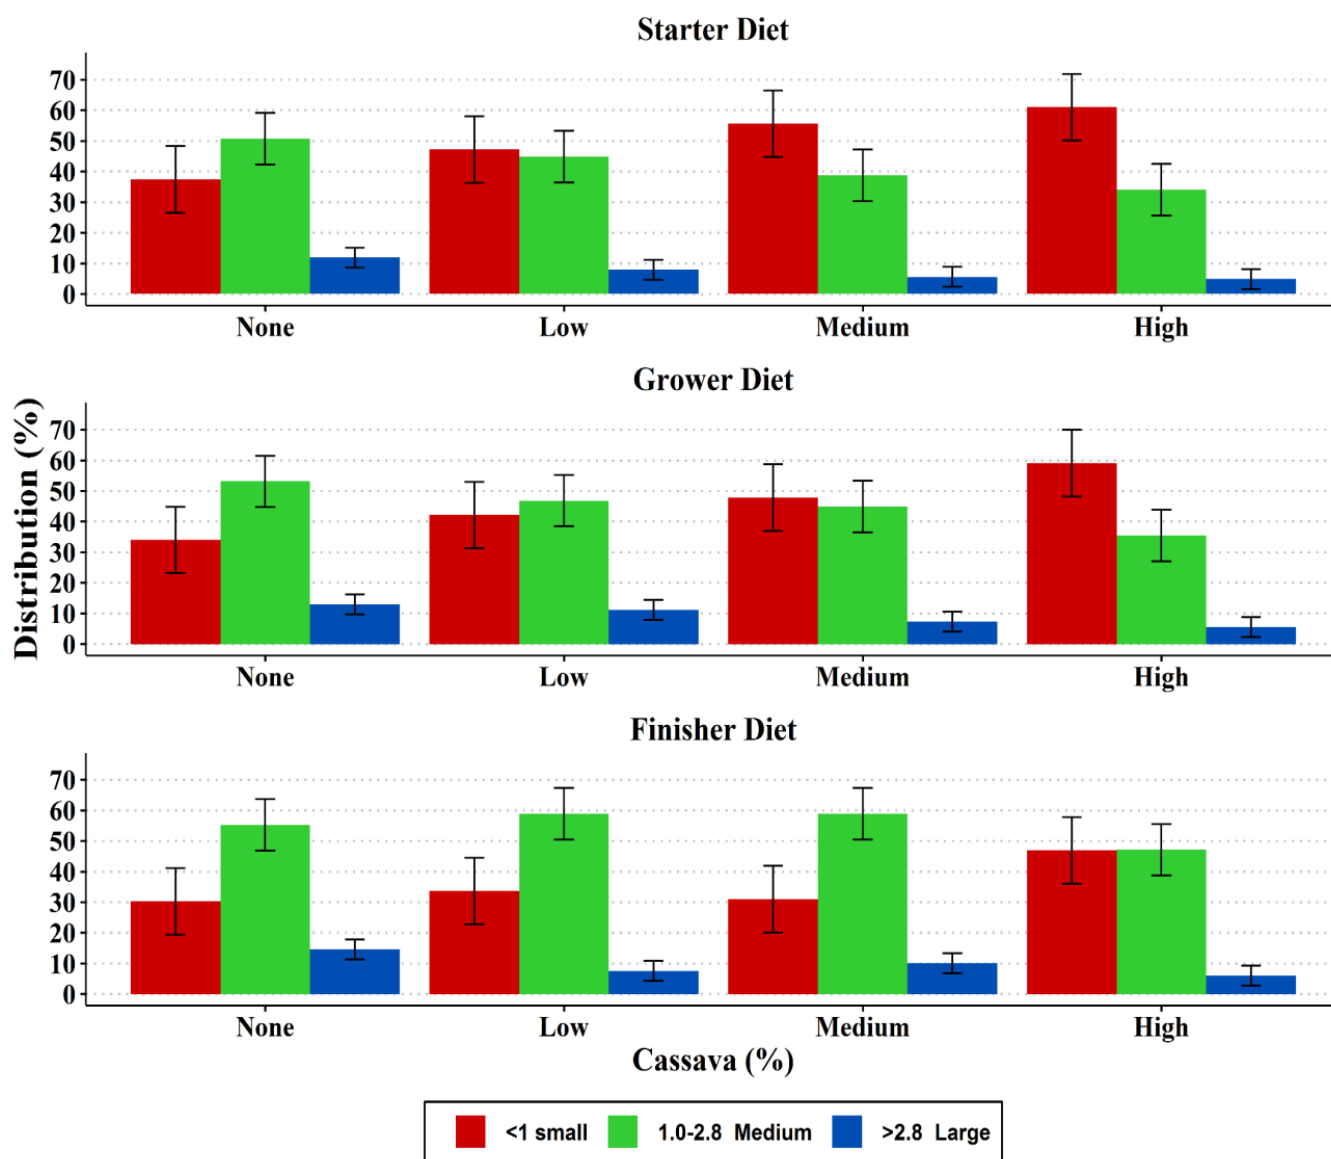 Starter Diet
70
60
50
40
30
20
10
0
None Low Medium High
Grower Diet
Distribution (%)
70
60
50
40
30
20
10
0
None Low Medium High
Finisher Diet
70
60
50
40
30
20
10
0
None Low Medium High
Cassava (%)
<1 small 1.0-2.8 Medium >2.8 Large